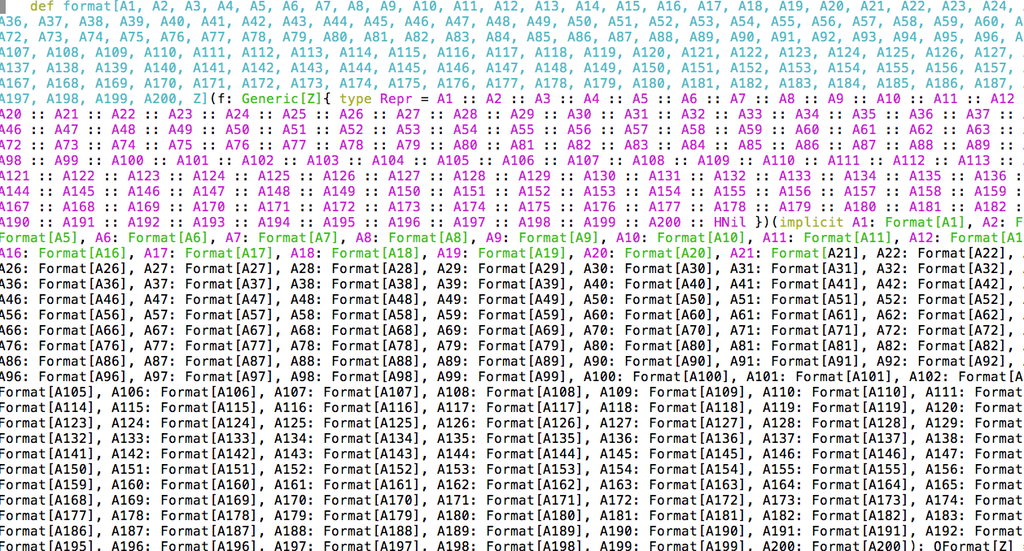 def format[A1, A2, A3, A4, A5, A6, A7, A8, A9, A10, A11, A12, A13, A14, A15, A16, A17, A18, A19, A20, A21, A22, A23, A24,
A36, A37, A38, A39, A40, A41, A42, A43, A44, A45, A46, A47, A48, A49, A50, A51, A52, A53, A54, A55, A56, A57, A58, A59, A60, A
A72, A73, A74, A75, A76, A77, A78, A79, A80, A81, A82, A83, A84, A85, A86, A87, A88, A89, A90, A91, A92, A93, A94, A95, A96,
A107, A108, A109, A110, A111, A112, A113, A114, A115, A116, A117, A118, A119, A120, A121, A122, A123, A124, A125, A126, A127,
A137, A138, A139, A140, A141, A142, A143, A144, A145, A146, A147, A148, A149, A150, A151, A152, A153, A154, A155, A156, A157,
A167, A168, A169, A170, A171, A172, A173, A174, A175, A176, A177, A178, A179, A180, A181, A182, A183, A184, A185, A186, A187,
A197, A198, A199, A200, Z](f: Generic[Z]{ type Repr = A1 :: A2 :: A3 :: A4 :: A5 :: A6 :: A7 :: A8 :: A9 :: A10 :: A11 :: A12
A20 :: A21 :: A22 :: A23 :: A24 :: A25 :: A26 :: A27 :: A28 :: A29 :: A30 :: A31 :: A32 :: A33 :: A34 :: A35 :: A36 :: A37 ::
A46 :: A47 :: A48 :: A49 :: A50 :: A51 :: A52 :: A53 :: A54 :: A55 :: A56 :: A57 :: A58 :: A59 :: A60 :: A61 :: A62 :: A63 ::
A72 :: A73 :: A74 :: A75 :: A76 :: A77 :: A78 :: A79 :: A80 :: A81 :: A82 :: A83 :: A84 :: A85 :: A86 :: A87 :: A88 :: A89 ::
A98 :: A99 :: A100 :: A101 :: A102 :: A103 :: A104 :: A105 :: A106 :: A107 :: A108 :: A109 :: A110 :: A111 :: A112 :: A113 ::
A121 :: A122 :: A123 :: A124 :: A125 :: A126 :: A127 :: A128 :: A129 :: A130 :: A131 :: A132 :: A133 :: A134 :: A135 :: A136 ::
A144 :: A145 :: A146 :: A147 :: A148 :: A149 :: A150 :: A151 :: A152 :: A153 :: A154 :: A155 :: A156 :: A157 :: A158 :: A159 ::
A167 :: A168 :: A169 :: A170 :: A171 :: A172 :: A173 :: A174 :: A175 :: A176 :: A177 :: A178 :: A179 :: A180 :: A181 :: A182 ::
A190 :: A191 :: A192 :: A193 :: A194 :: A195 :: A196 :: A197 :: A198 :: A199 :: A200 :: HNil })(implicit A1: Format[A1], A2: F
Format[A5], A6: Format[A6], A7: Format[A7], A8: Format[A8], A9: Format[A9], A10: Format[A10], A11: Format[A11], A12: Format[A1
A16: Format[A16], A17: Format[A17], A18: Format[A18], A19: Format[A19], A20: Format[A20], A21: Format[A21], A22: Format[A22],
A26: Format[A26], A27: Format[A27], A28: Format[A28], A29: Format[A29], A30: Format[A30], A31: Format[A31], A32: Format[A32],
A36: Format[A36], A37: Format[A37], A38: Format[A38], A39: Format[A39], A40: Format[A40], A41: Format[A41], A42: Format[A42],
A46: Format[A46], A47: Format[A47], A48: Format[A48], A49: Format[A49], A50: Format[A50], A51: Format[A51], A52: Format[A52],
A56: Format[A56], A57: Format[A57], A58: Format[A58], A59: Format[A59], A60: Format[A60], A61: Format[A61], A62: Format[A62],
A66: Format[A66], A67: Format[A67], A68: Format[A68], A69: Format[A69], A70: Format[A70], A71: Format[A71], A72: Format[A72],
A76: Format[A76], A77: Format[A77], A78: Format[A78], A79: Format[A79], A80: Format[A80], A81: Format[A81], A82: Format[A82],
A86: Format[A86], A87: Format[A87], A88: Format[A88], A89: Format[A89], A90: Format[A90], A91: Format[A91], A92: Format[A92],
A96: Format[A96], A97: Format[A97], A98: Format[A98], A99: Format[A99], A100: Format[A100], A101: Format[A101], A102: Format[A
Format[A105], A106: Format[A106], A107: Format[A107], A108: Format[A108], A109: Format[A109], A110: Format[A110], A111: Format
Format[A114], A115: Format[A115], A116: Format[A116], A117: Format[A117], A118: Format[A118], A119: Format[A119], A120: Format
Format[A123], A124: Format[A124], A125: Format[A125], A126: Format[A126], A127: Format[A127], A128: Format[A128], A129: Format
Format[A132], A133: Format[A133], A134: Format[A134], A135: Format[A135], A136: Format[A136], A137: Format[A137], A138: Format
Format[A141], A142: Format[A142], A143: Format[A143], A144: Format[A144], A145: Format[A145], A146: Format[A146], A147: Format
Format[A150], A151: Format[A151], A152: Format[A152], A153: Format[A153], A154: Format[A154], A155: Format[A155], A156: Format
Format[A159], A160: Format[A160], A161: Format[A161], A162: Format[A162], A163: Format[A163], A164: Format[A164], A165: Format
Format[A168], A169: Format[A169], A170: Format[A170], A171: Format[A171], A172: Format[A172], A173: Format[A173], A174: Format
Format[A177], A178: Format[A178], A179: Format[A179], A180: Format[A180], A181: Format[A181], A182: Format[A182], A183: Format
Format[A186], A187: Format[A187], A188: Format[A188], A189: Format[A189], A190: Format[A190], A191: Format[A191], A192: Format
Format[A195], A196: Format[A196], A197: Format[A197], A198: Format[A198], A199: Format[A199], A200: Format[A200]): OFormat[Z]